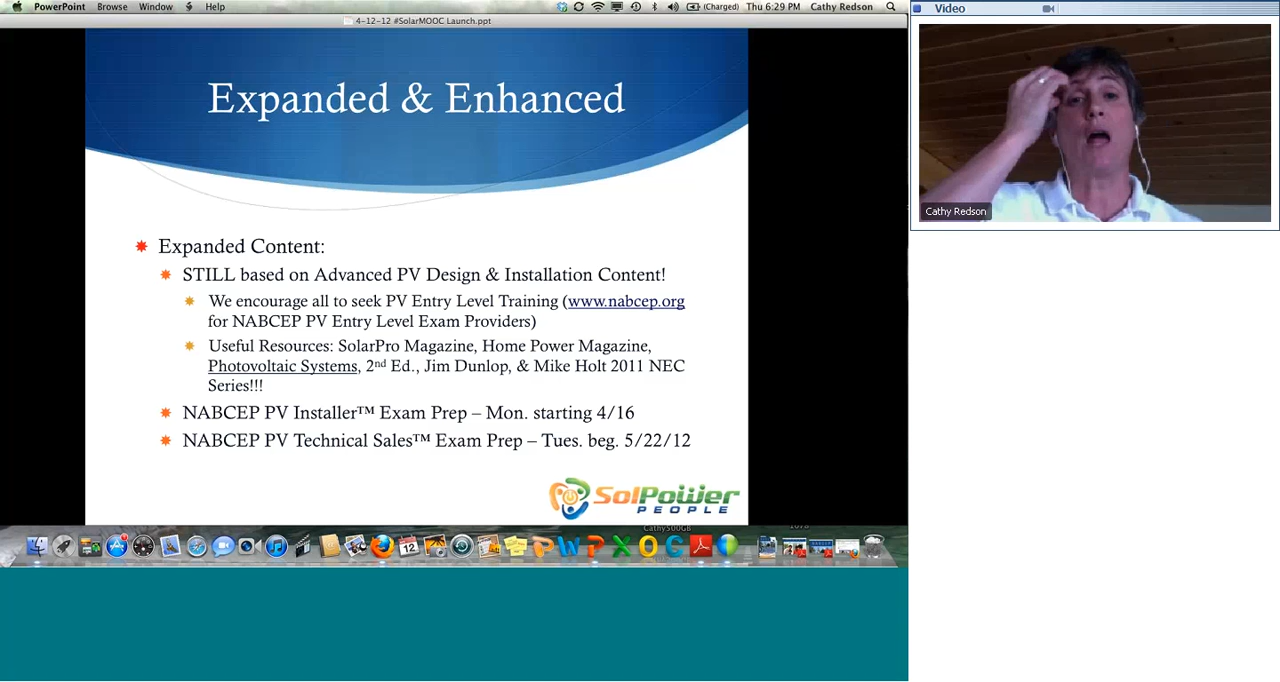 PowerPoint Browse Window Help (Charged) Thu 6:29 PM Cathy Redson
Video
4-12-12 #SolarMOOC Launch.ppt
Expanded & Enhanced
Cathy Redson
Expanded Content:
STILL based on Advanced PV Design & Installation Content!
We encourage all to seek PV Entry Level Training (www.nabcep.org
for NABCEP PV Entry Level Exam Providers)
Useful Resources: SolarPro Magazine, Home Power Magazine,
Photovoltaic Systems, 2nd Ed., Jim Dunlop, & Mike Holt 2011 NEC
Series!!!
NABCEP PV Installer™ Exam Prep – Mon. starting 4/16
NABCEP PV Technical Sales™ Exam Prep – Tues. beg. 5/22/12
SolPower
PEOPLE
Cathy500GB
12